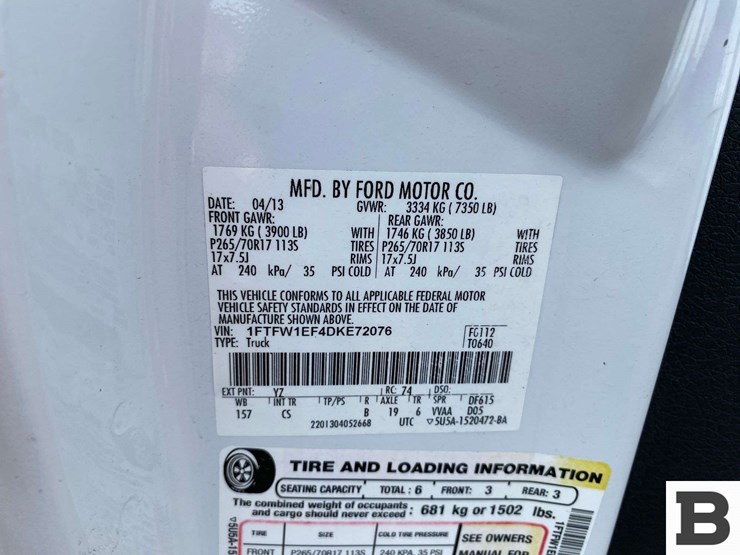 MFD. BY FORD MOTOR CO.
DATE: 04/13 GVWR: 3334 KG ( 7350 LB)
FRONT GAWR: REAR GAWR:
1769 KG ( 3900 LB) WITH 1746 KG ( 3850 LB) WITH
P265/70R17 113S TIRES P265/70R17 113S TIRES
17x7.5J RIMS 17x7.5J RIMS
AT 240 kPa/ 35 PSI COLD AT 240 kPa/ 35 PSI COLD
THIS VEHICLE CONFORMS TO ALL APPLICABLE FEDERAL MOTOR
VEHICLE SAFETY STANDARDS IN EFFECT ON THE DATE OF
MANUFACTURE SHOWN ABOVE.
VIN: 1FTFW1EF4DKE72076 FG112
TYPE: Truck T0640
EXT PNT: YZ RC: 74 DSO:
WB INT TR TP/PS R AXLE TR SPR DF615
157 CS B 19 6 VVAA D05
2201304052668 UTC ▽5U5A-1520472-BA
TIRE AND LOADING INFORMATION
SEATING CAPACITY TOTAL : 6 FRONT: 3 REAR: 3
The combined weight of occupants
and cargo should never exceed : 681 kg or 1502 lbs.
TIRE SIZE COLD TIRE PRESSURE SEE OWNERS
FRONT P265/70R17 113S 240 KPA, 35 PSI MANUAL FOR
▽5U5A-15
1FTFW1E
B